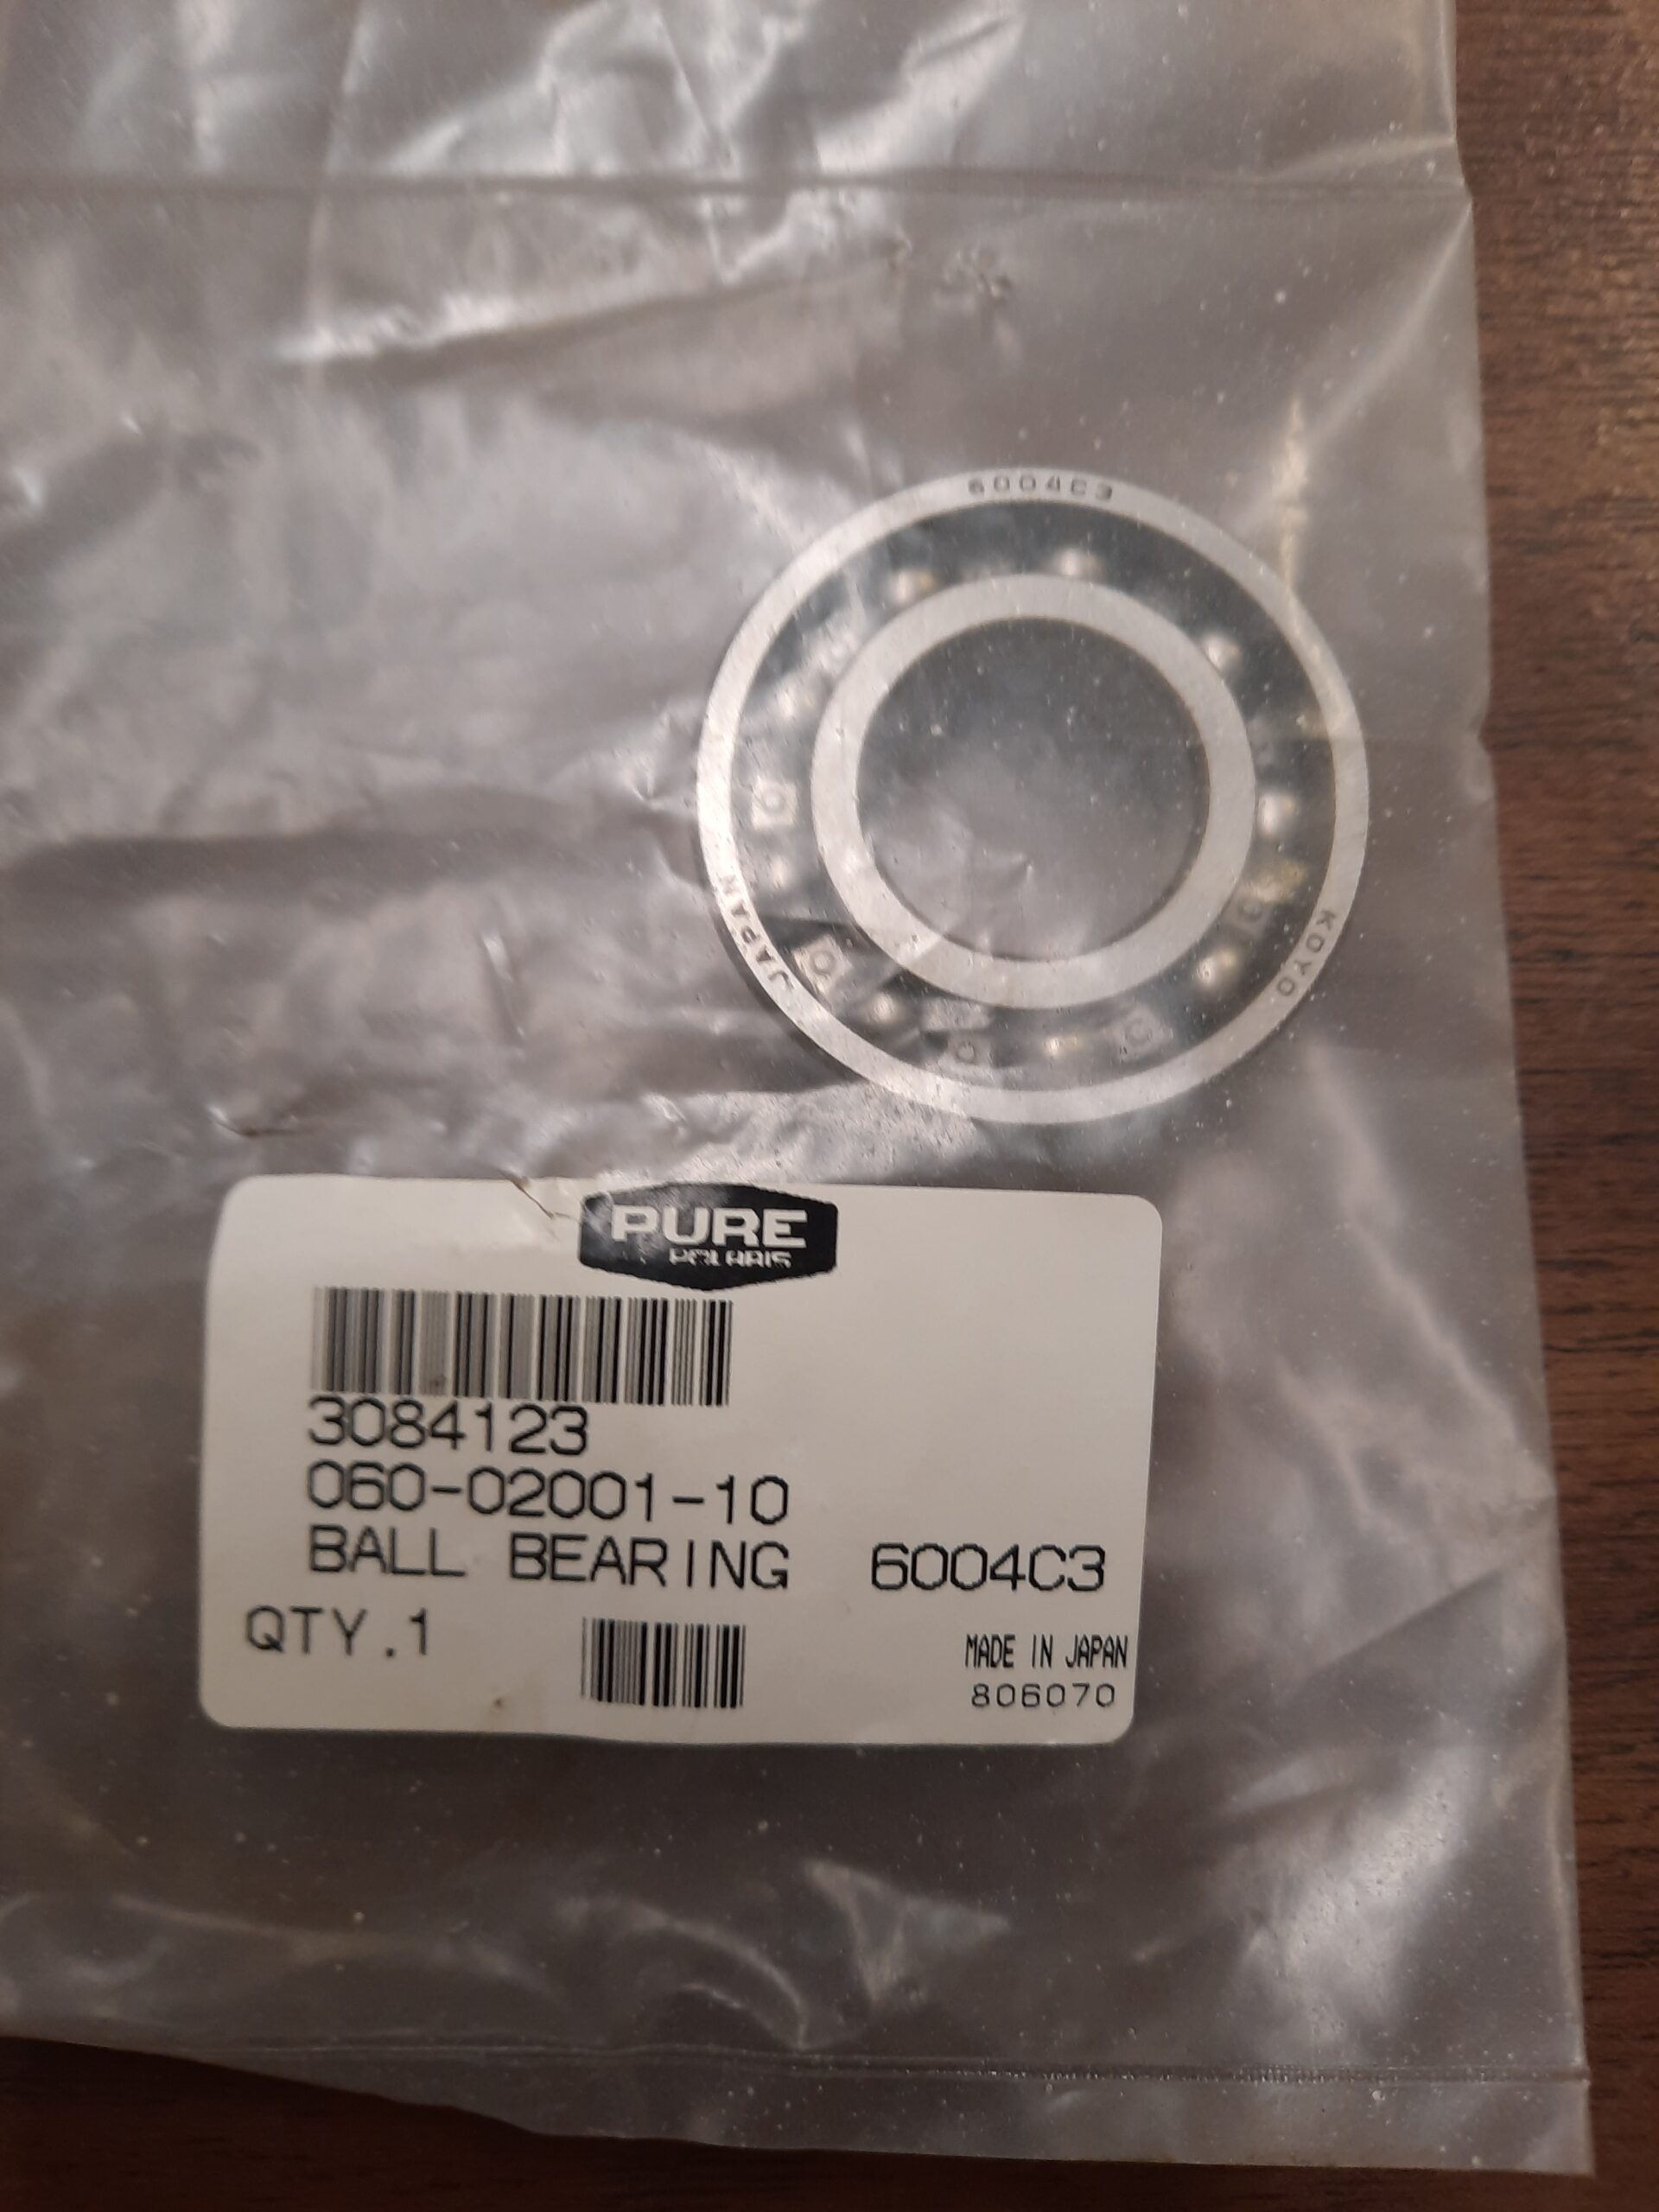 6004C3
JAPAN
KOYO
PURE
POLARIS
3084123
060-02001-10
BALL BEARING 6004C3
QTY.1
MADE IN JAPAN
806070